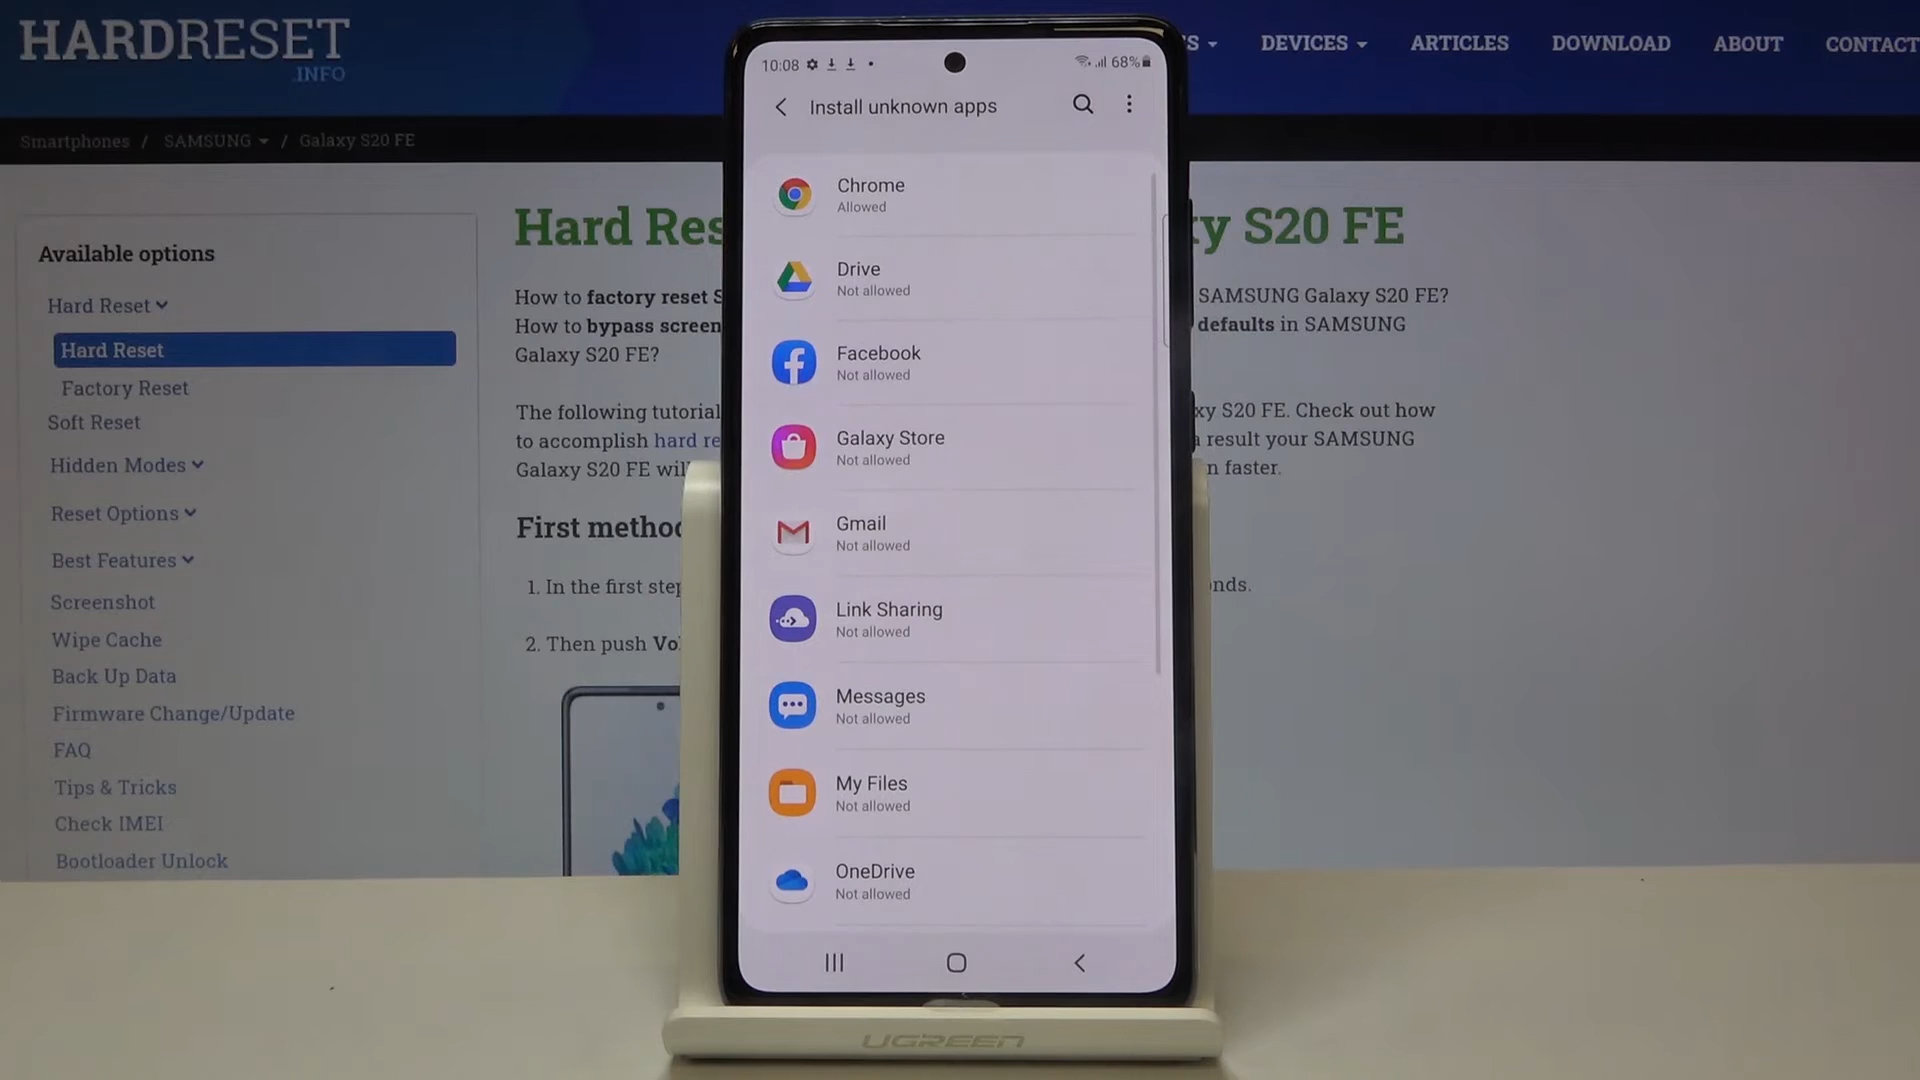 HARDRESET
.INFO
S
DEVICES
ARTICLES
DOWNLOAD
ABOUT
CONTACT
Smartphones / SAMSUNG / Galaxy S20 FE
Available options
Hard Reset
Hard Reset
Factory Reset
Soft Reset
Hidden Modes
Reset Options
Best Features
Screenshot
Wipe Cache
Back Up Data
Firmware Change/Update
FAQ
Tips & Tricks
Check IMEI
Bootloader Unlock
Hard Res
y S20 FE
How to factory reset S
SAMSUNG Galaxy S20 FE?
How to bypass screen
defaults in SAMSUNG
Galaxy S20 FE?
The following tutorial
xy S20 FE. Check out how
to accomplish hard re
a result your SAMSUNG
Galaxy S20 FE will
n faster.
First method
1. In the first step
nds.
2. Then push Vol
10:08
68%
Install unknown apps
Chrome
Allowed
Drive
Not allowed
Facebook
Not allowed
Galaxy Store
Not allowed
Gmail
Not allowed
Link Sharing
Not allowed
Messages
Not allowed
My Files
Not allowed
OneDrive
Not allowed
UGREEN